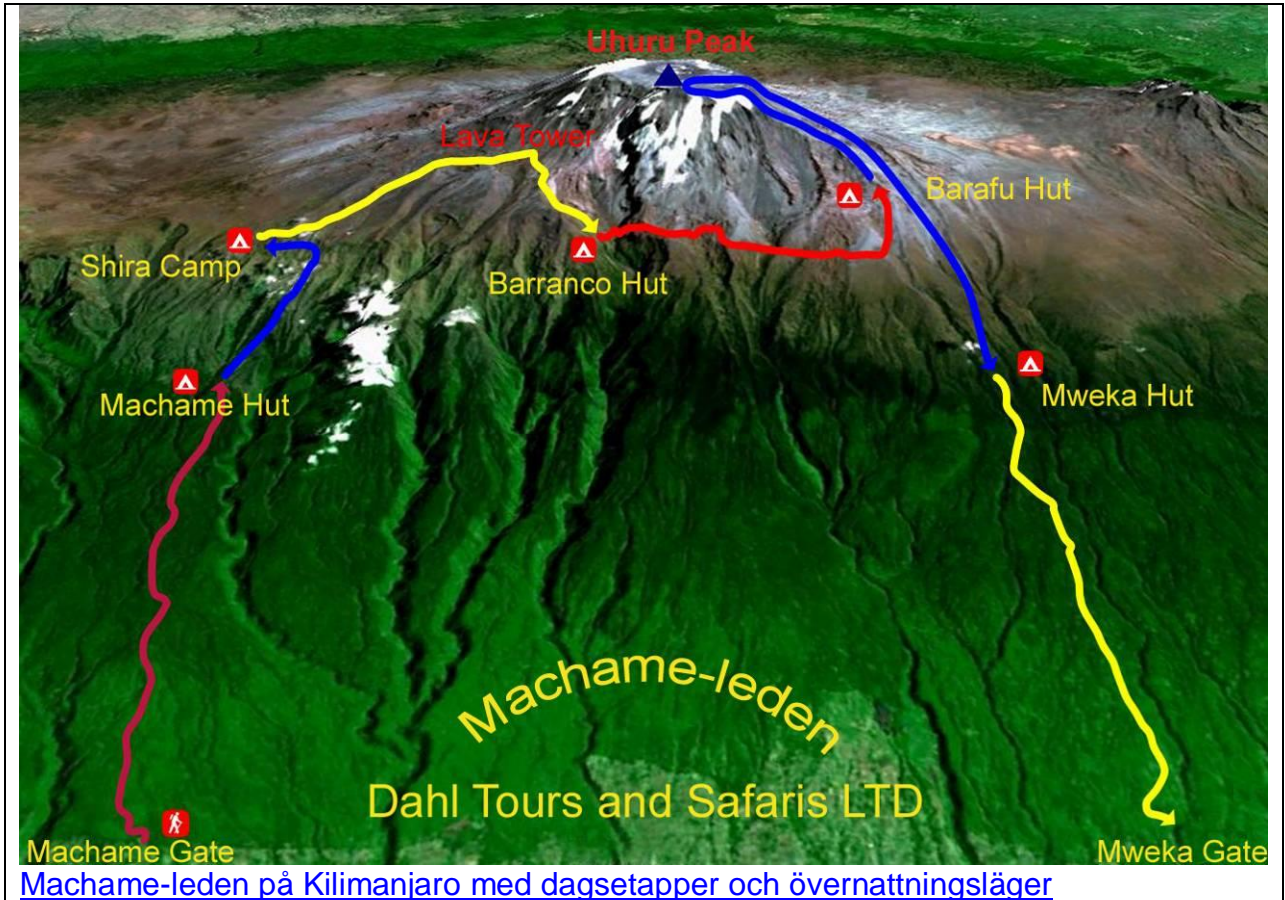 Uhuru Peak
Lava Tower
Barafu Hut
Shira Camp
Barranco Hut
Machame Hut
Mweka Hut
Machame-leden
Dahl Tours and Safaris LTD
Machame Gate
Mweka Gate
Machame-leden på Kilimanjaro med dagsetapper och övernattningsläger